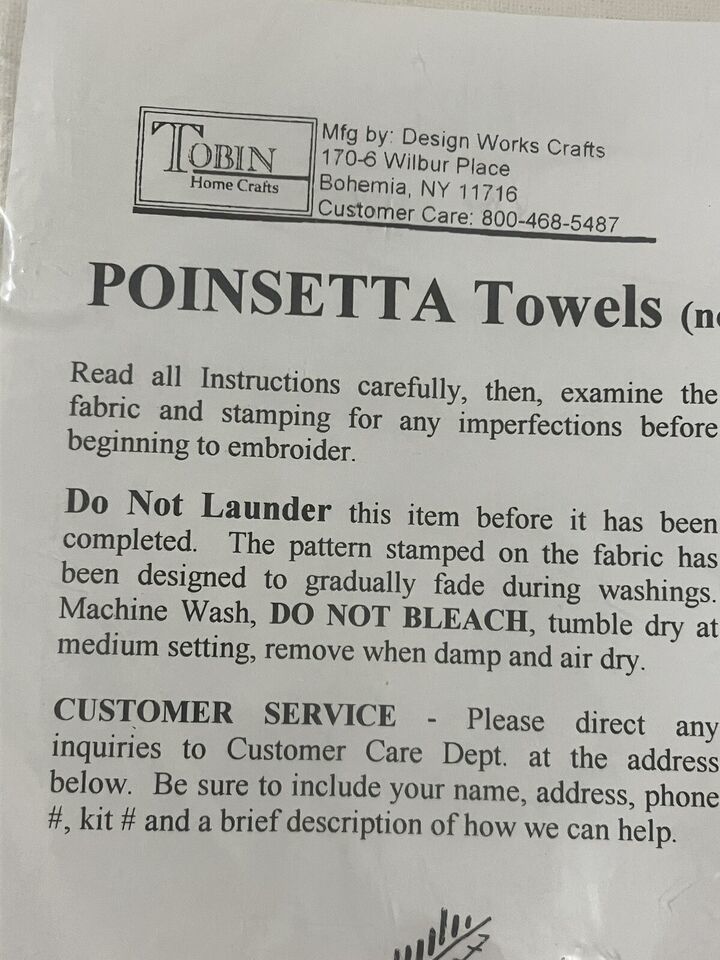 TOBIN
Home Crafts
Mfg by: Design Works Crafts
170-6 Wilbur Place
Bohemia, NY 11716
Customer Care: 800-468-5487
POINSETTA Towels
Read all Instructions carefully, then, examine the
fabric and stamping for any imperfections before
beginning to embroider.
Do Not Launder this item before it has been
completed. The pattern stamped on the fabric has
been designed to gradually fade during washings.
Machine Wash, DO NOT BLEACH, tumble dry at
medium setting, remove when damp and air dry.
CUSTOMER SERVICE - Please direct any
inquiries to Customer Care Dept. at the address
below. Be sure to include your name, address, phone
#, kit # and a brief description of how we can help.